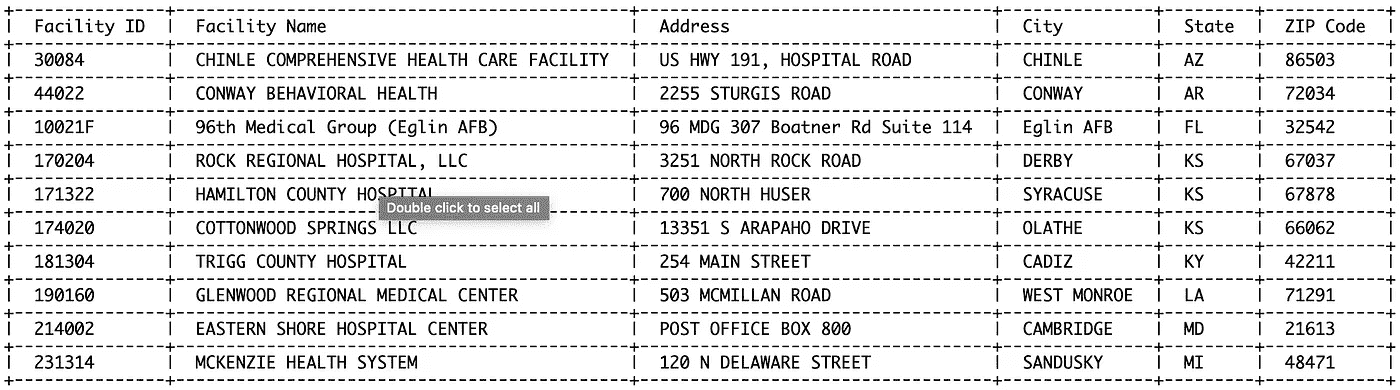 Facility ID | Facility Name | Address | City | State | ZIP Code
30084 | CHINLE COMPREHENSIVE HEALTH CARE FACILITY | US HWY 191, HOSPITAL ROAD | CHINLE | AZ | 86503
44022 | CONWAY BEHAVIORAL HEALTH | 2255 STURGIS ROAD | CONWAY | AR | 72034
10021F | 96th Medical Group (Eglin AFB) | 96 MDG 307 Boatner Rd Suite 114 | Eglin AFB | FL | 32542
170204 | ROCK REGIONAL HOSPITAL, LLC | 3251 NORTH ROCK ROAD | DERBY | KS | 67037
171322 | HAMILTON COUNTY HOSPITAL | 700 NORTH HUSER | SYRACUSE | KS | 67878
Double click to select all
174020 | COTTONWOOD SPRINGS LLC | 13351 S ARAPAHO DRIVE | OLATHE | KS | 66062
181304 | TRIGG COUNTY HOSPITAL | 254 MAIN STREET | CADIZ | KY | 42211
190160 | GLENWOOD REGIONAL MEDICAL CENTER | 503 MCMILLAN ROAD | WEST MONROE | LA | 71291
214002 | EASTERN SHORE HOSPITAL CENTER | POST OFFICE BOX 800 | CAMBRIDGE | MD | 21613
231314 | MCKENZIE HEALTH SYSTEM | 120 N DELAWARE STREET | SANDUSKY | MI | 48471